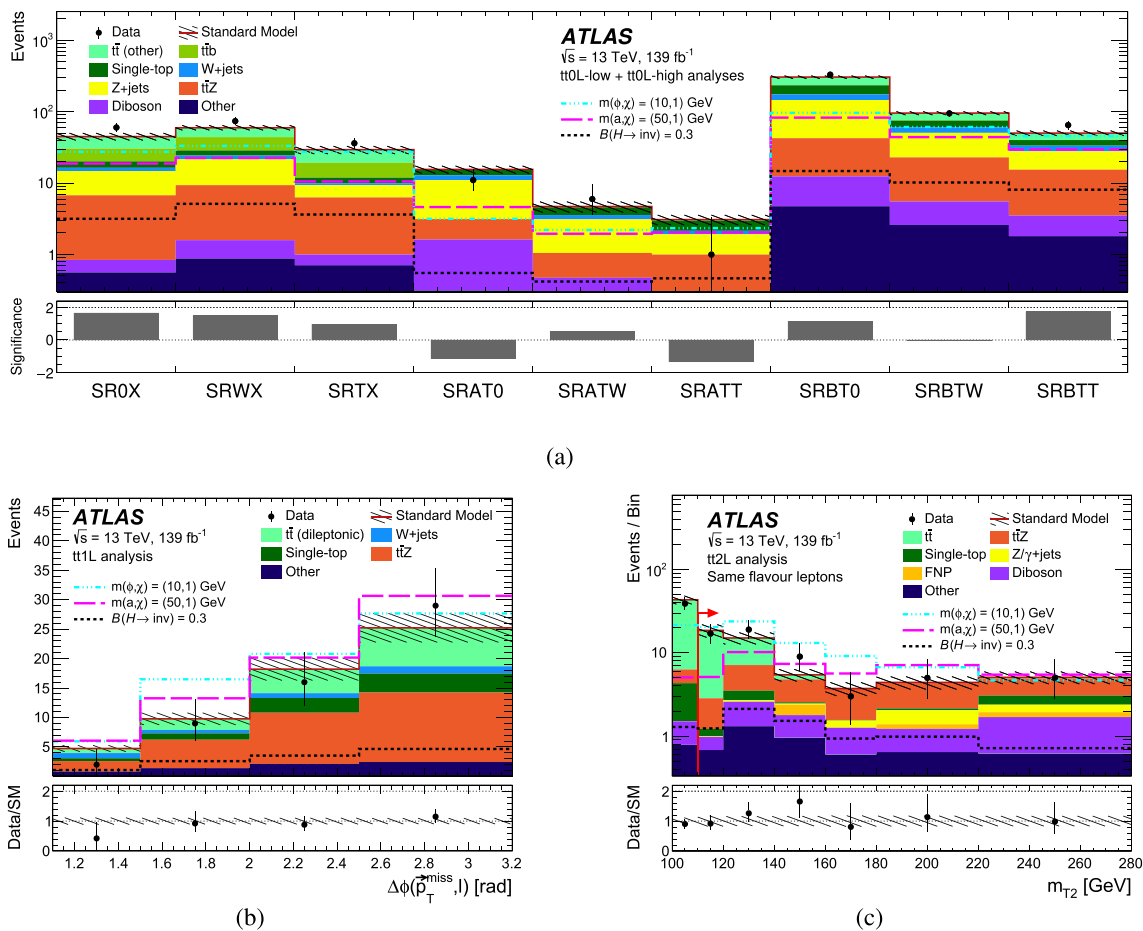 Events
10³
10²
10
1
Data
Standard Model
tt̄ (other)
tt̄b
Single-top
W+jets
Z+jets
tt̄Z
Diboson
Other
ATLAS
√s = 13 TeV, 139 fb⁻¹
tt0L-low + tt0L-high analyses
m(ϕ,χ) = (10,1) GeV
m(a,χ) = (50,1) GeV
B(H→ inv) = 0.3
Significance
2
0
−2
SR0X SRWX SRTX SRAT0 SRATW SRATT SRBT0 SRBTW SRBTT
(a)
Events
45
40
35
30
25
20
15
10
5
ATLAS
√s = 13 TeV, 139 fb⁻¹
tt1L analysis
Data
Standard Model
tt̄ (dileptonic)
W+jets
Single-top
tt̄Z
Other
m(ϕ,χ) = (10,1) GeV
m(a,χ) = (50,1) GeV
B(H→ inv) = 0.3
Data/SM
2
1
0
1.2 1.4 1.6 1.8 2 2.2 2.4 2.6 2.8 3 3.2
Δϕ(p⃗_T^miss,l) [rad]
(b)
Events / Bin
10²
10
1
ATLAS
√s = 13 TeV, 139 fb⁻¹
tt2L analysis
Same flavour leptons
Data
Standard Model
tt̄
tt̄Z
Single-top
Z/γ+jets
FNP
Diboson
Other
m(ϕ,χ) = (10,1) GeV
m(a,χ) = (50,1) GeV
B(H→ inv) = 0.3
Data/SM
2
1
0
100 120 140 160 180 200 220 240 260 280
m_T2 [GeV]
(c)